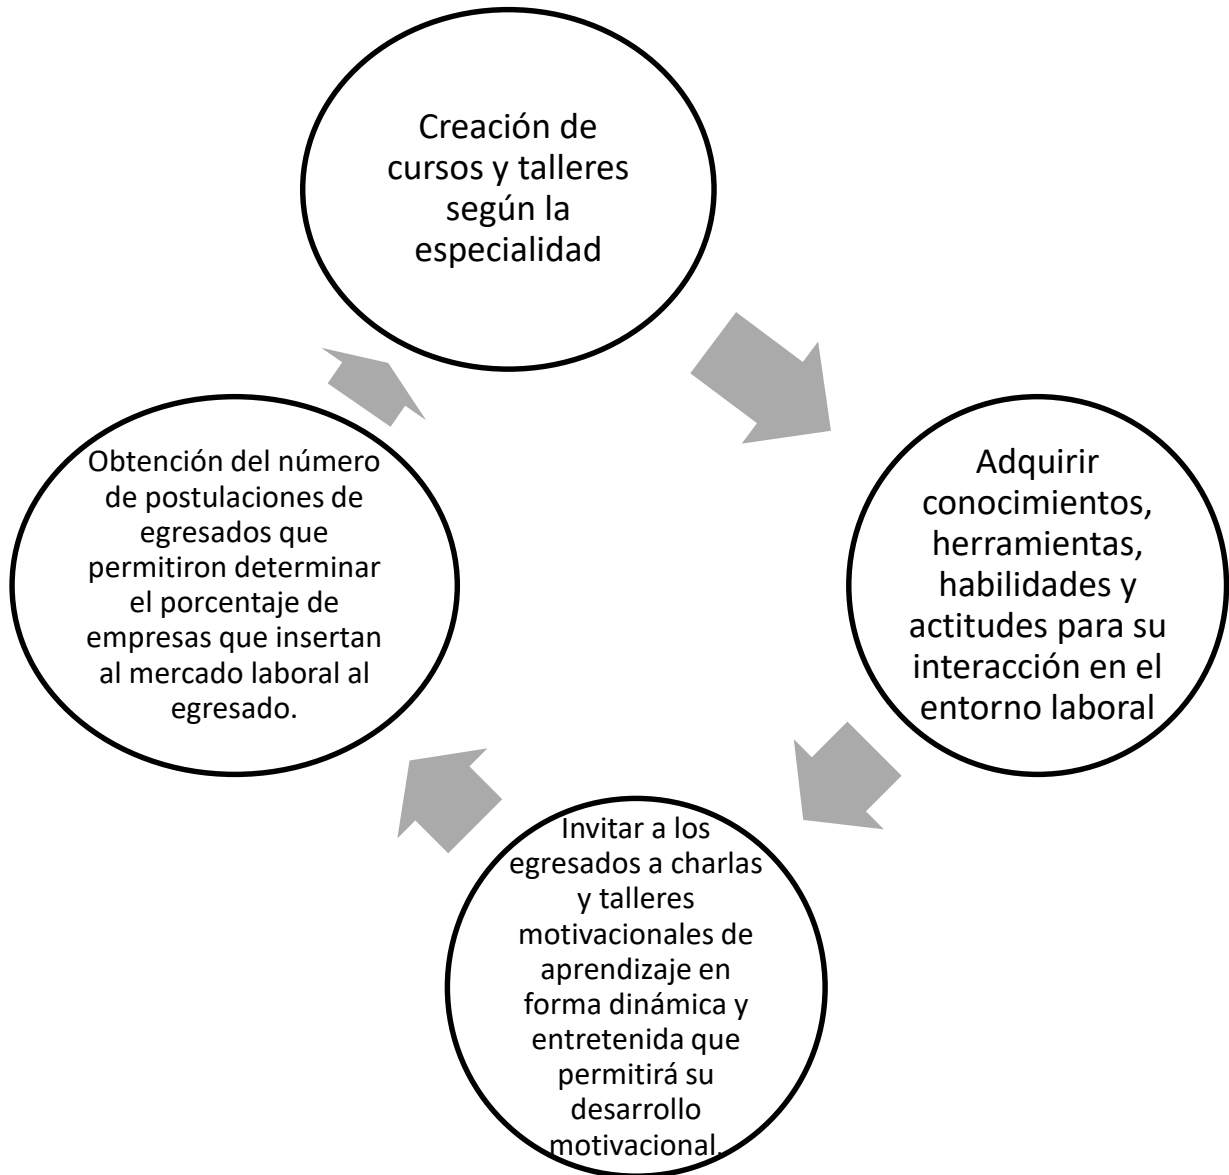 Creación de
cursos y talleres
según la
especialidad
Adquirir
conocimientos,
herramientas,
habilidades y
actitudes para su
interacción en el
entorno laboral
Invitar a los
egresados a charlas
y talleres
motivacionales de
aprendizaje en
forma dinámica y
entretenida que
permitirá su
desarrollo
motivacional.
Obtención del número
de postulaciones de
egresados que
permitiron determinar
el porcentaje de
empresas que insertan
al mercado laboral al
egresado.